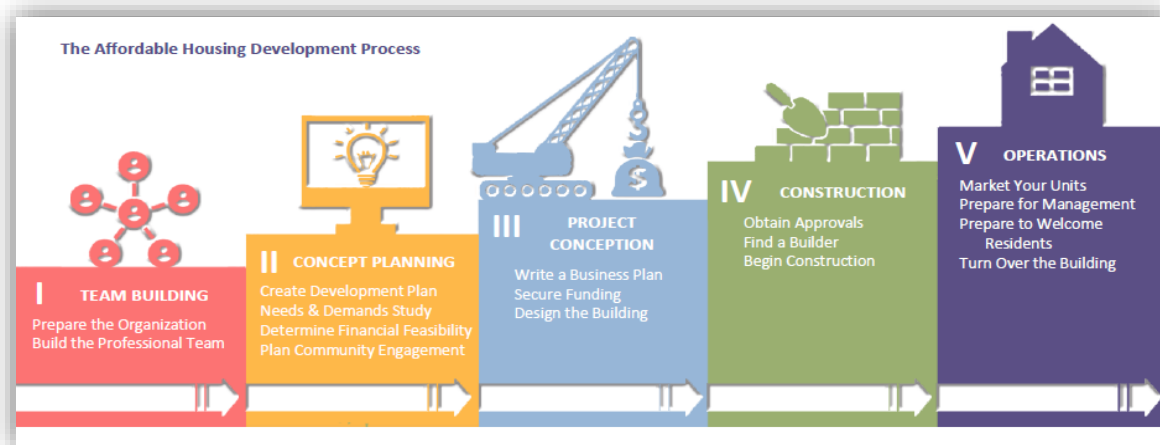 The Affordable Housing Development Process
I TEAM BUILDING
Prepare the Organization
Build the Professional Team
II CONCEPT PLANNING
Create Development Plan
Needs & Demands Study
Determine Financial Feasibility
Plan Community Engagement
III PROJECT
CONCEPTION
Write a Business Plan
Secure Funding
Design the Building
$
IV CONSTRUCTION
Obtain Approvals
Find a Builder
Begin Construction
V OPERATIONS
Market Your Units
Prepare for Management
Prepare to Welcome
Residents
Turn Over the Building